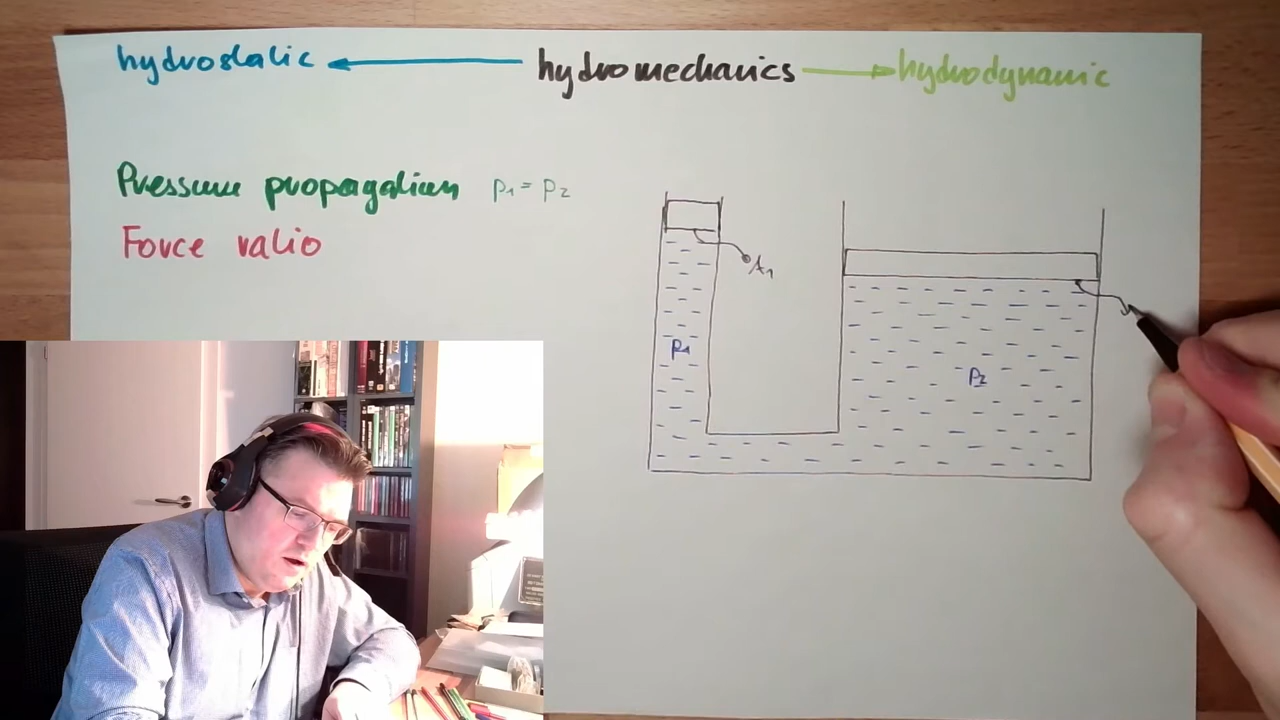 hydrostatic hydromechanics hydrodynamic
Pressure propagation p1 = p2
Force ratio
A1
p1
p2